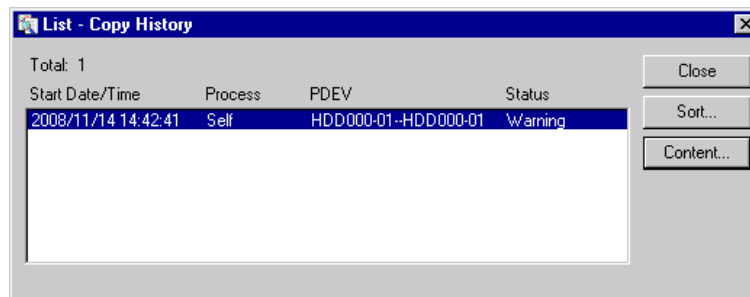 List - Copy History
Total: 1
Start Date/Time Process PDEV Status
2008/11/14 14:42:41 Self HDD000-01--HDD000-01 Warning
Close
Sort...
Content...